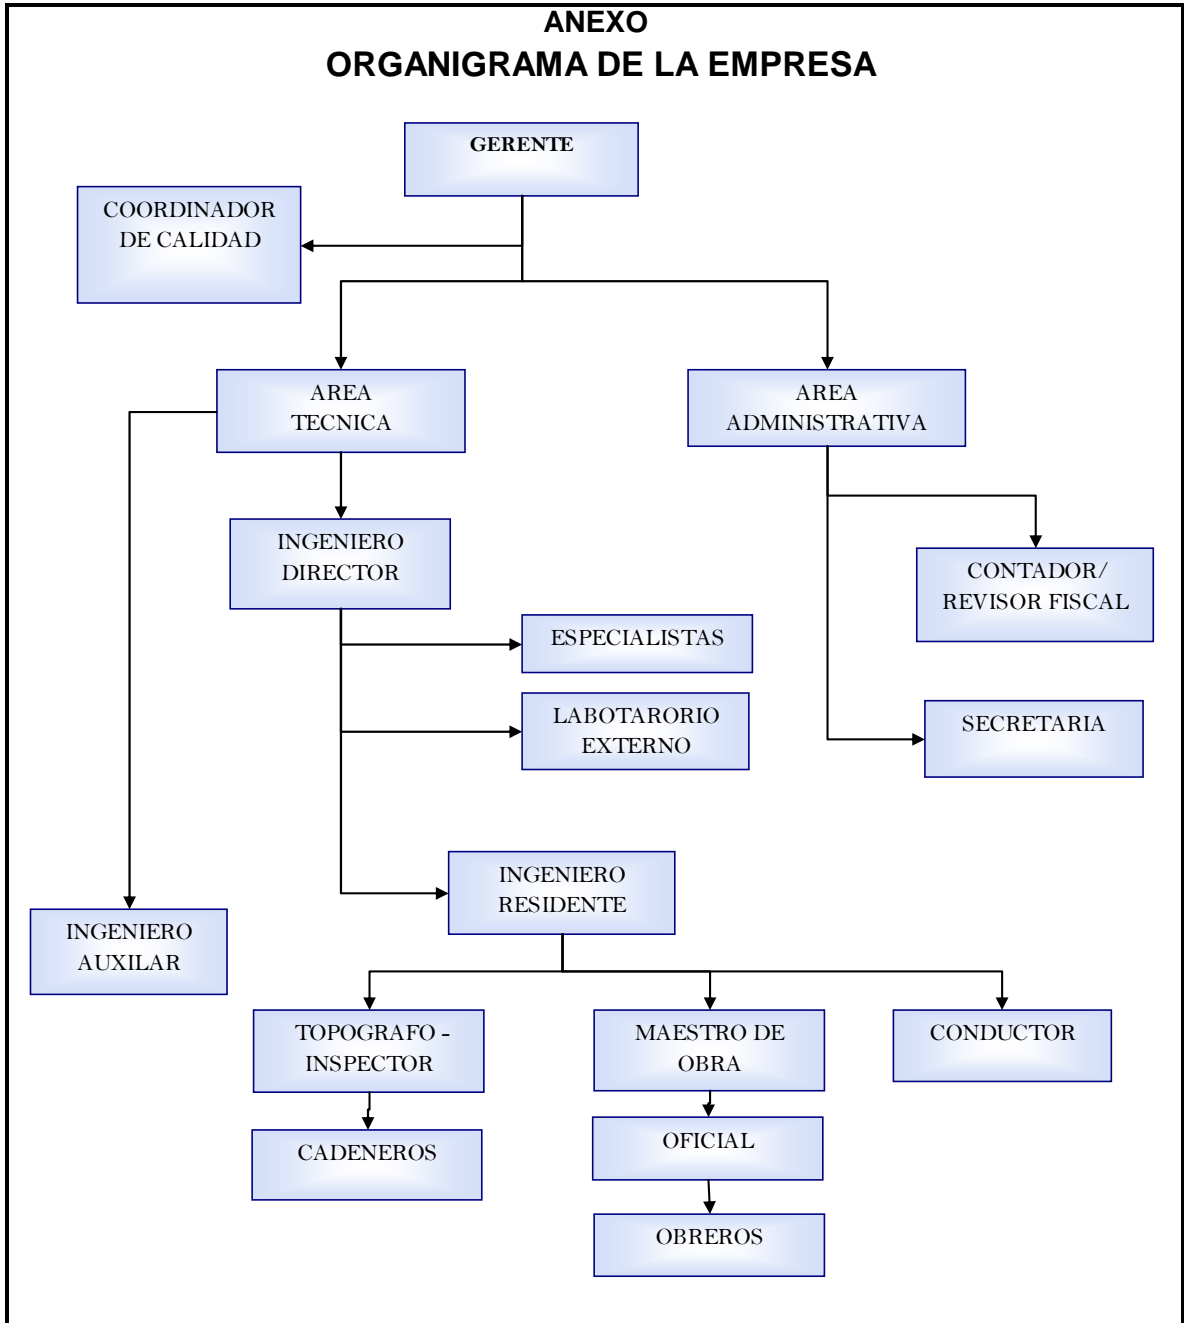 ANEXO
ORGANIGRAMA DE LA EMPRESA
GERENTE
COORDINADOR
DE CALIDAD
AREA
TECNICA
AREA
ADMINISTRATIVA
INGENIERO
DIRECTOR
CONTADOR/
REVISOR FISCAL
ESPECIALISTAS
LABOTARORIO
EXTERNO
SECRETARIA
INGENIERO
RESIDENTE
INGENIERO
AUXILAR
TOPOGRAFO -
INSPECTOR
MAESTRO DE
OBRA
CONDUCTOR
CADENEROS
OFICIAL
OBREROS